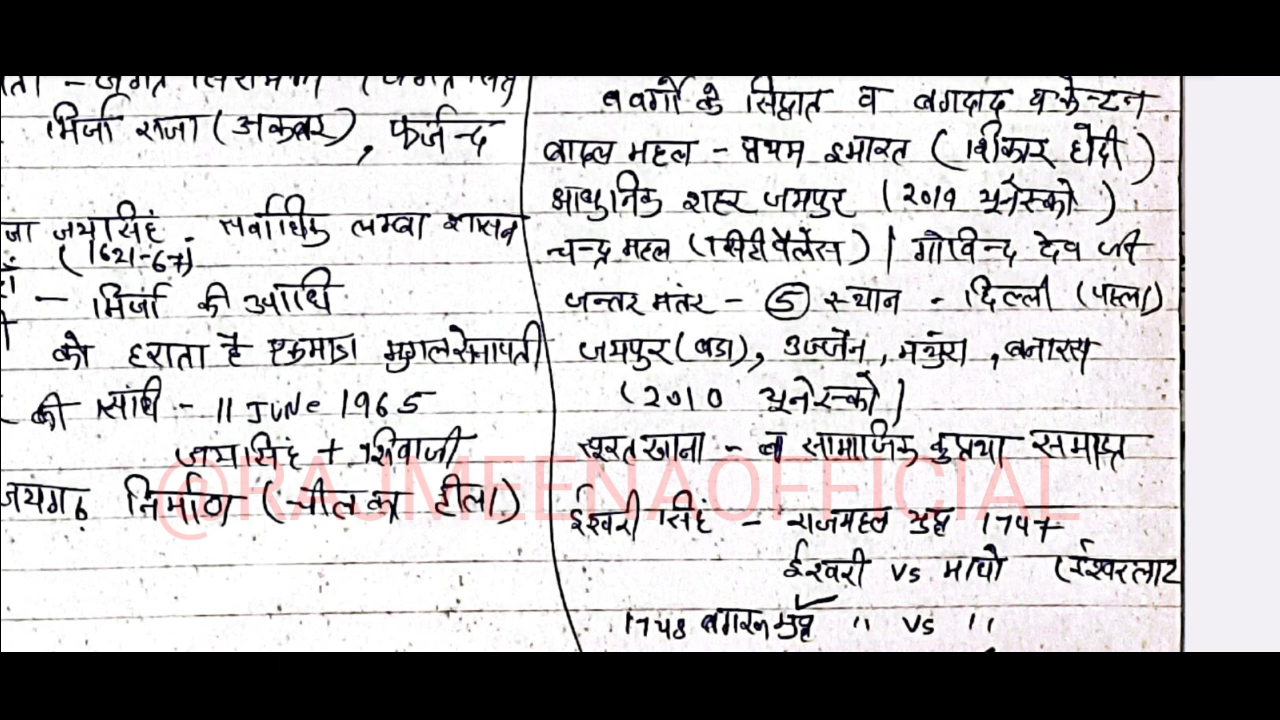 मिर्जा राजा (अकबर), फर्जन्द
जा जयसिंह सर्वाधिक लम्बा शासन
(1621-67)
- मिर्जा की उपाधि
को हराता है एकमात्र मुगल सेनापती
की संधि - 11 June 1965
जयसिंह + शिवाजी
जयगढ़ निर्माण (चील का टीला)
व वर्गो के सिद्वात व बगदाद व केन्टन
बादल महल - प्रथम इमारत (शिकार होदी)
आधुनिक शहर जयपुर (2019 यूनेस्को)
चन्द्र महल (सिटी पैलेस) | गोविन्द देव जी
जन्तर मंतर - ⑤ स्थान - दिल्ली (पहला)
जयपुर (बडा), उज्जैन, मथुरा, बनारस
(2010 यूनेस्को)
सूरतखाना - व सामाजिक कुप्रथा समाप्त
ईश्वरी सिंह - राजमहल युद्ध 1747
ईश्वरी vs माधो (ईश्वरलाट
1748 बगरू युद्ध " vs "
@RAJMEENAOFFICIAL